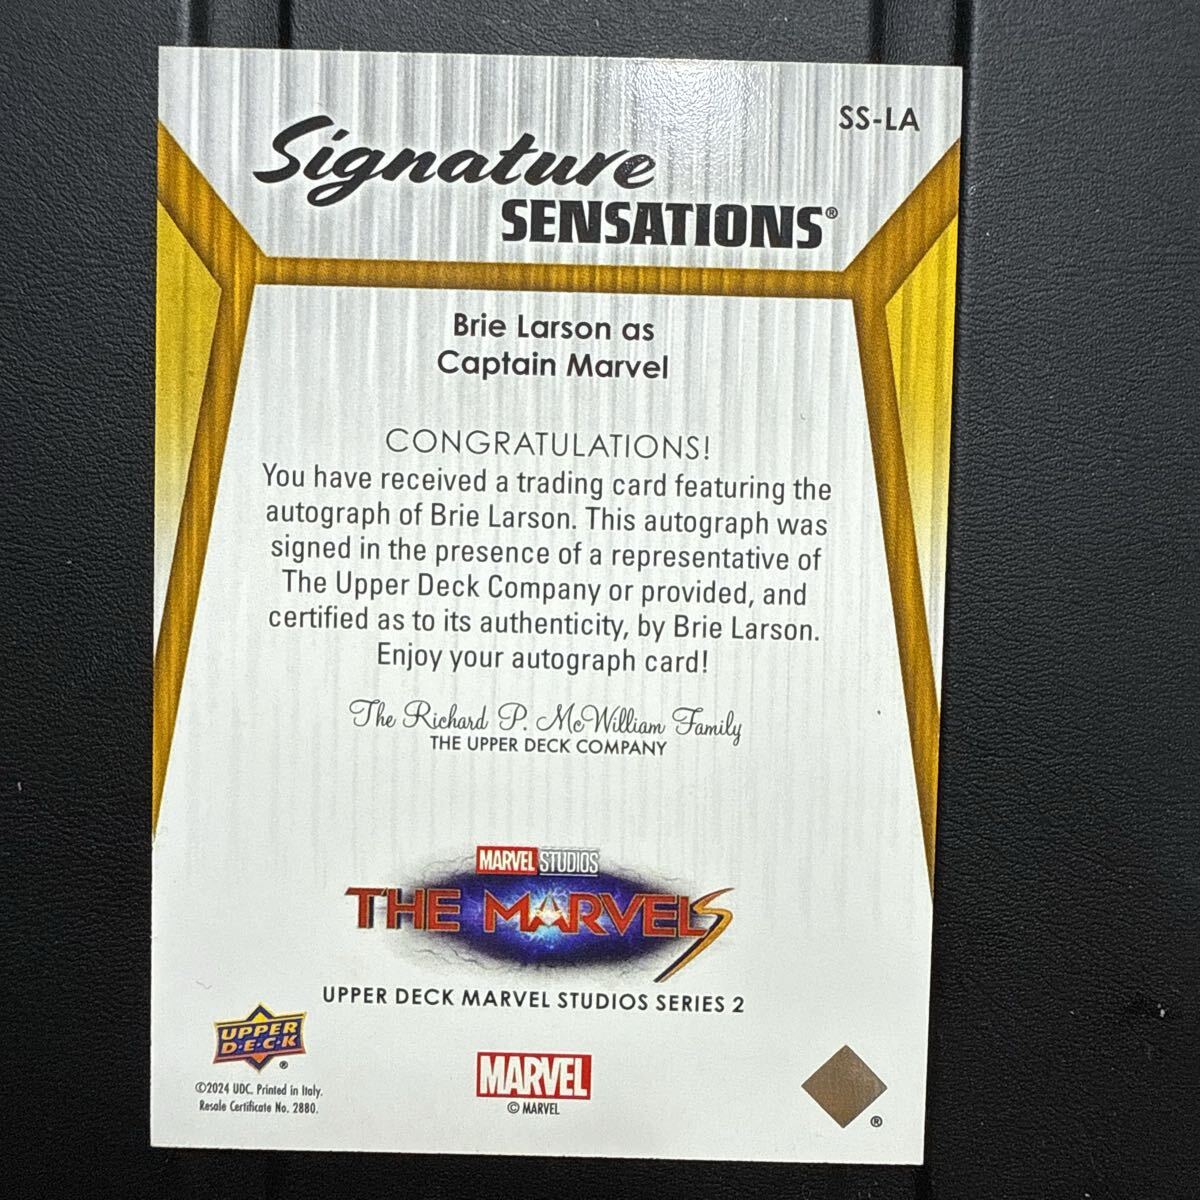 SS-LA
Signature
SENSATIONS®
Brie Larson as
Captain Marvel
CONGRATULATIONS!
You have received a trading card featuring the
autograph of Brie Larson. This autograph was
signed in the presence of a representative of
The Upper Deck Company or provided, and
certified as to its authenticity, by Brie Larson.
Enjoy your autograph card!
The Richard P. McWilliam Family
THE UPPER DECK COMPANY
MARVEL STUDIOS
THE MARVELS
UPPER DECK MARVEL STUDIOS SERIES 2
UPPER
D·E·C·K
®
©2024 UDC. Printed in Italy.
Resale Certificate No. 2880.
MARVEL
© MARVEL
®